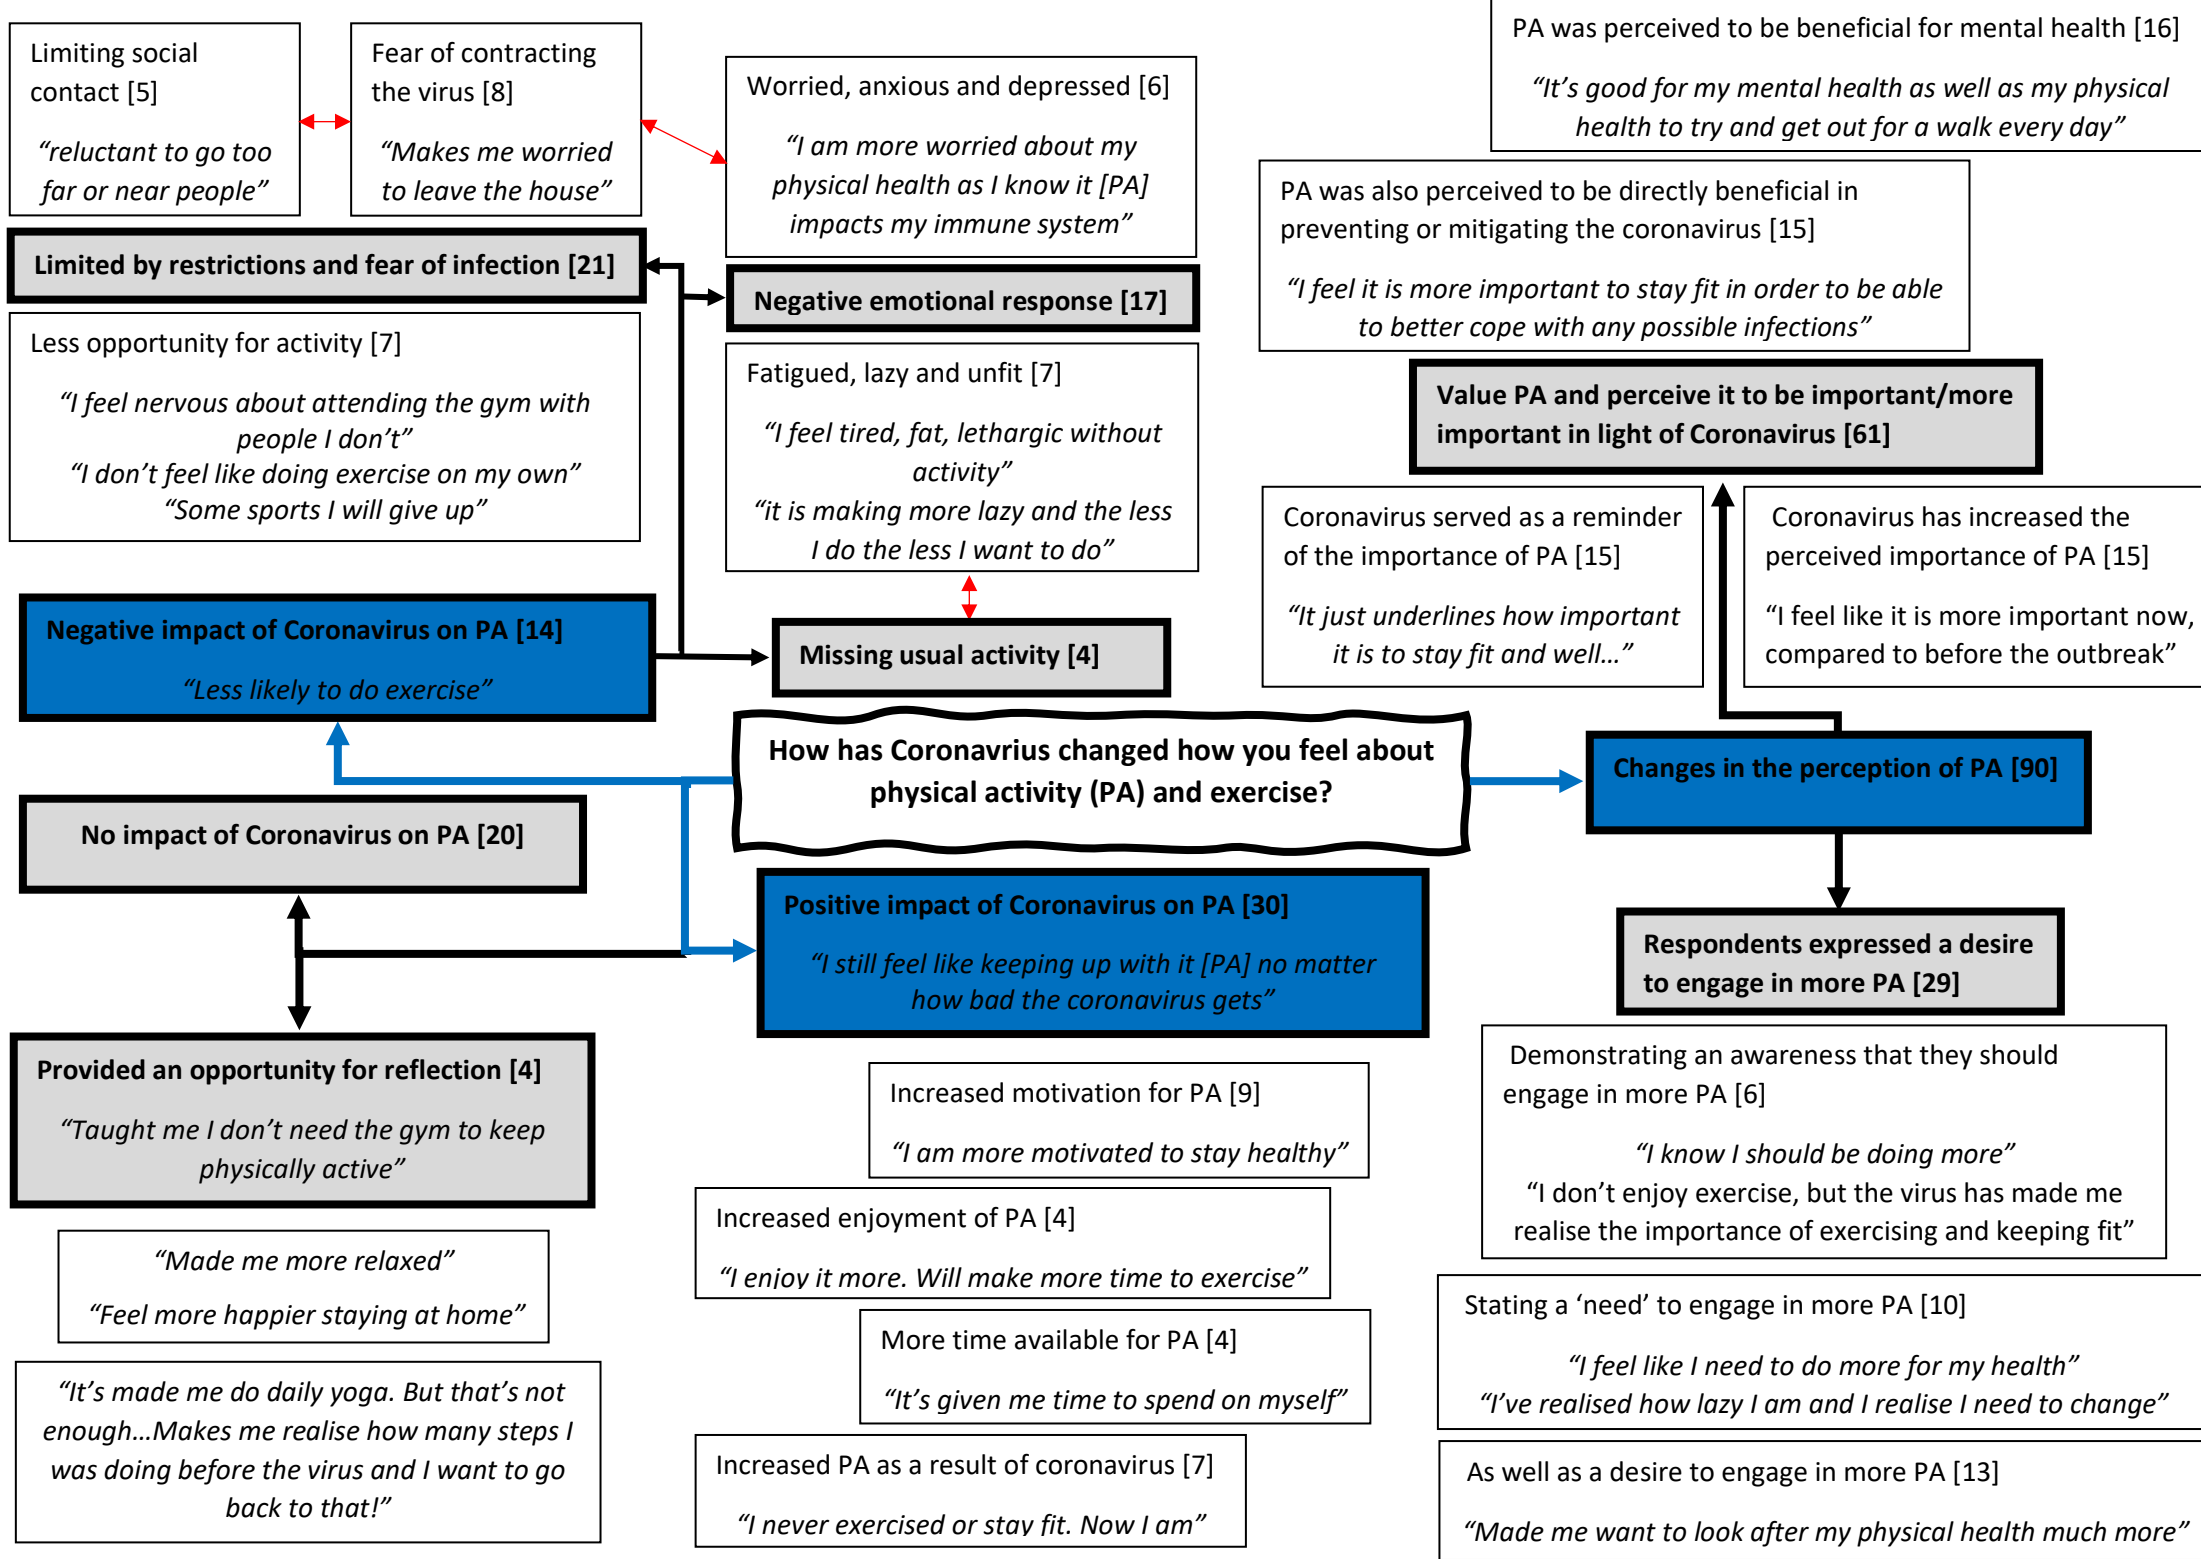 Limiting social
contact [5]
“reluctant to go too
far or near people”
Fear of contracting
the virus [8]
“Makes me worried
to leave the house”
Worried, anxious and depressed [6]
“I am more worried about my
physical health as I know it [PA]
impacts my immune system”
PA was perceived to be beneficial for mental health [16]
“It’s good for my mental health as well as my physical
health to try and get out for a walk every day”
PA was also perceived to be directly beneficial in
preventing or mitigating the coronavirus [15]
“I feel it is more important to stay fit in order to be able
to better cope with any possible infections”
Limited by restrictions and fear of infection [21]
Negative emotional response [17]
Less opportunity for activity [7]
“I feel nervous about attending the gym with
people I don’t”
“I don’t feel like doing exercise on my own”
“Some sports I will give up”
Fatigued, lazy and unfit [7]
“I feel tired, fat, lethargic without
activity”
“it is making more lazy and the less
I do the less I want to do”
Value PA and perceive it to be important/more
important in light of Coronavirus [61]
Coronavirus served as a reminder
of the importance of PA [15]
“It just underlines how important
it is to stay fit and well…”
Coronavirus has increased the
perceived importance of PA [15]
“I feel like it is more important now,
compared to before the outbreak”
Negative impact of Coronavirus on PA [14]
“Less likely to do exercise”
Missing usual activity [4]
How has Coronavrius changed how you feel about
physical activity (PA) and exercise?
Changes in the perception of PA [90]
No impact of Coronavirus on PA [20]
Positive impact of Coronavirus on PA [30]
“I still feel like keeping up with it [PA] no matter
how bad the coronavirus gets”
Respondents expressed a desire
to engage in more PA [29]
Provided an opportunity for reflection [4]
“Taught me I don’t need the gym to keep
physically active”
“Made me more relaxed”
“Feel more happier staying at home”
“It’s made me do daily yoga. But that’s not
enough…Makes me realise how many steps I
was doing before the virus and I want to go
back to that!”
Increased motivation for PA [9]
“I am more motivated to stay healthy”
Increased enjoyment of PA [4]
“I enjoy it more. Will make more time to exercise”
More time available for PA [4]
“It’s given me time to spend on myself”
Increased PA as a result of coronavirus [7]
“I never exercised or stay fit. Now I am”
Demonstrating an awareness that they should
engage in more PA [6]
“I know I should be doing more”
“I don’t enjoy exercise, but the virus has made me
realise the importance of exercising and keeping fit”
Stating a ‘need’ to engage in more PA [10]
“I feel like I need to do more for my health”
“I’ve realised how lazy I am and I realise I need to change”
As well as a desire to engage in more PA [13]
“Made me want to look after my physical health much more”